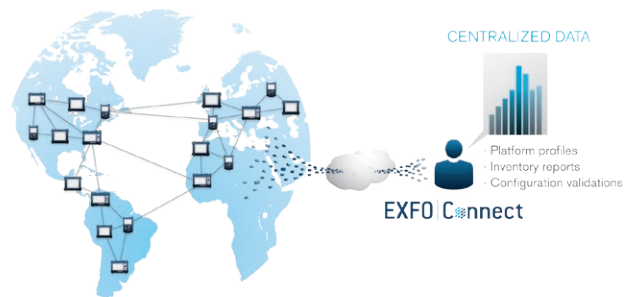 CENTRALIZED DATA
· Platform profiles
· Inventory reports
· Configuration validations
EXFO | Connect